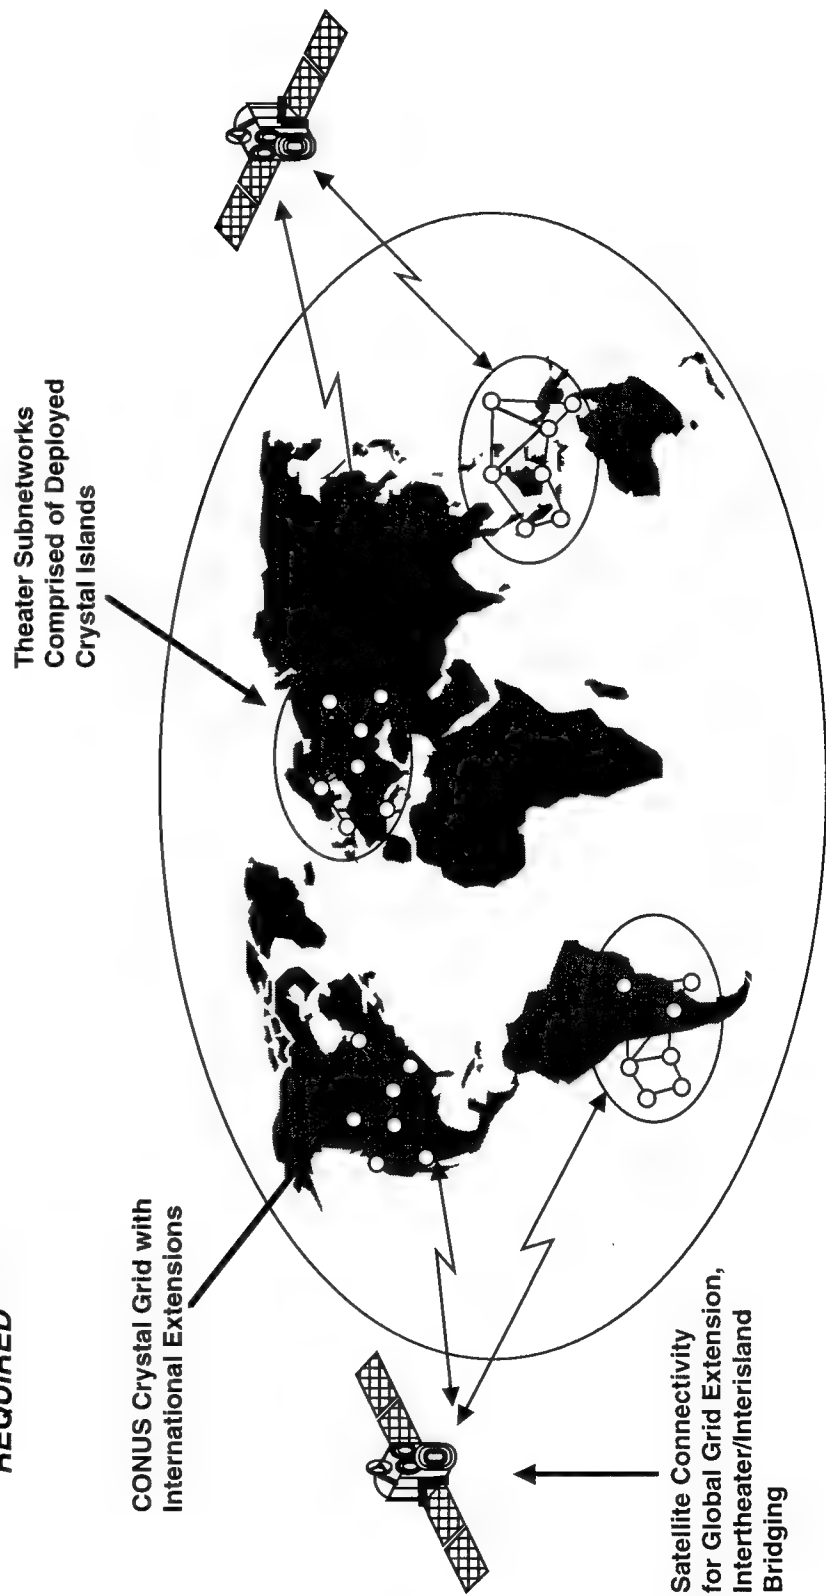 REQUIRED
CONUS Crystal Grid with
International Extensions
Theater Subnetworks
Comprised of Deployed
Crystal Islands
Satellite Connectivity
for Global Grid Extension,
Intertheater/Interisland
Bridging